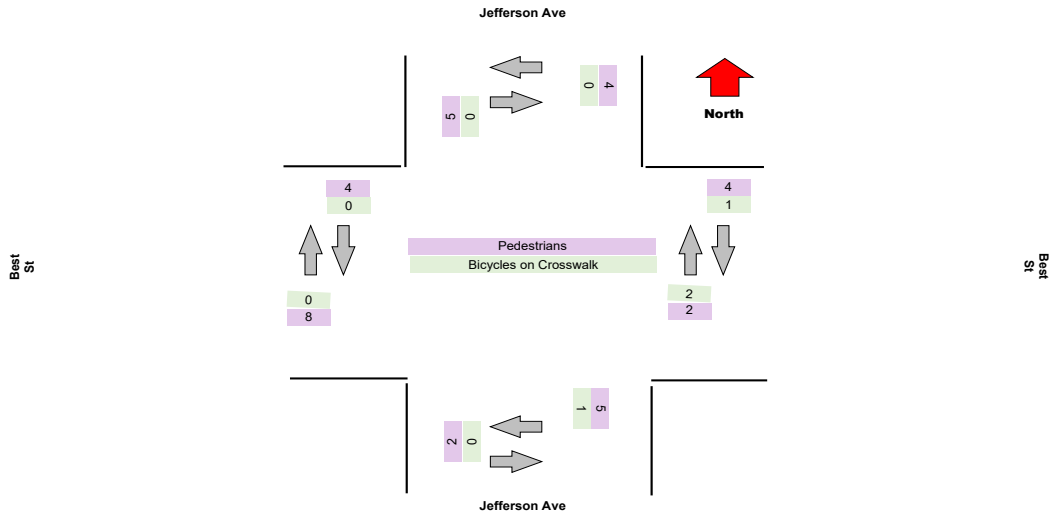 Jefferson Ave
0 4
5 0
North
4
0
4
1
Pedestrians
Bicycles on Crosswalk
Best
St
Best
St
0
8
2
2
1 5
2 0
Jefferson Ave